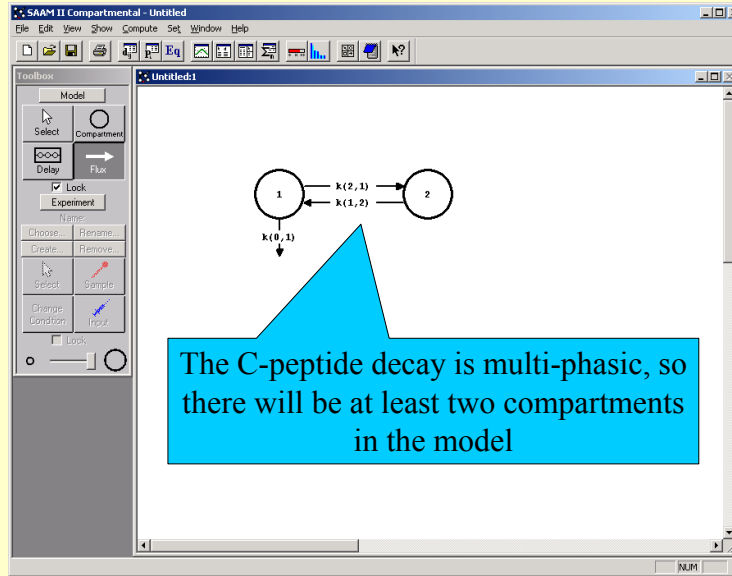 SAAM II Compartmental - Untitled
File Edit View Show Compute Set Window Help
Eq
Toolbox
Model
Select Compartment
Delay Flux
Lock
Experiment
Name:
Choose... Rename...
Create... Remove...
Select Sample
Change Condition Input
Lock
Untitled:1
1
k(2,1)
k(1,2)
2
k(0,1)
The C-peptide decay is multi-phasic, so
there will be at least two compartments
in the model
NUM